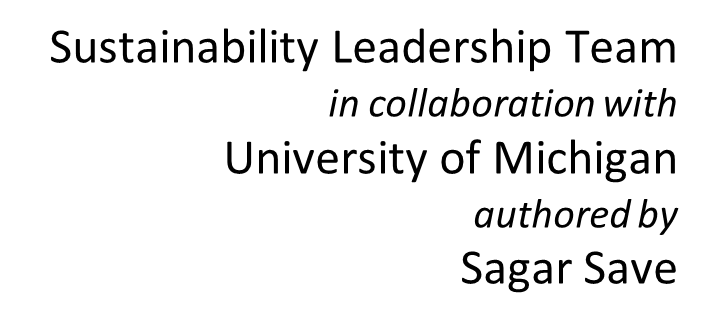 Sustainability Leadership Team
in collaboration with
University of Michigan
authored by
Sagar Save